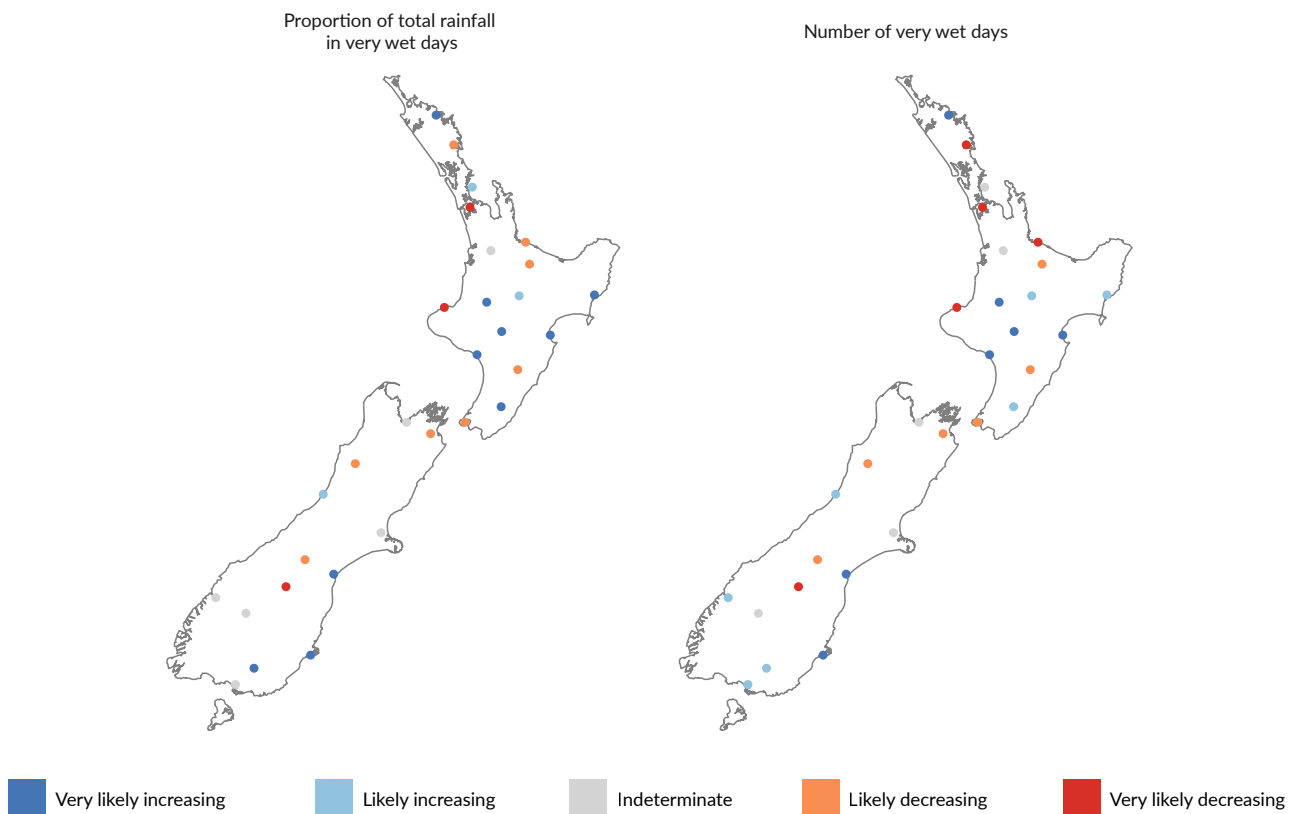 Proportion of total rainfall
in very wet days
Number of very wet days
Very likely increasing
Likely increasing
Indeterminate
Likely decreasing
Very likely decreasing